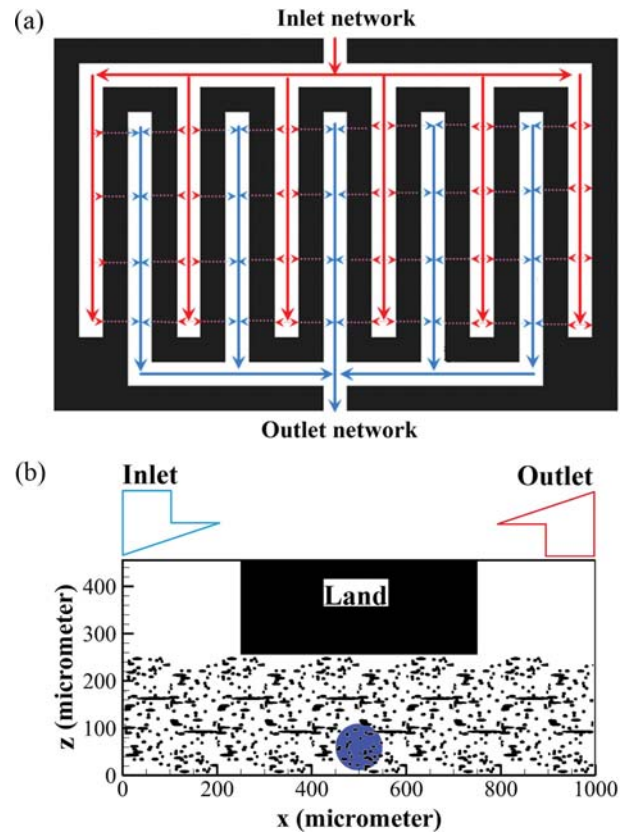 (a)
Inlet network
Outlet network
(b)
Inlet
Outlet
Land
z (micrometer)
400
300
200
100
0
0
200
400
600
800
1000
x (micrometer)